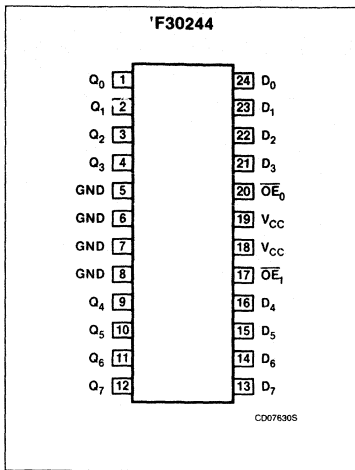 'F30244
Q0 1 24 D0
Q1 2 23 D1
Q2 3 22 D2
Q3 4 21 D3
GND 5 20 OE0
GND 6 19 VCC
GND 7 18 VCC
GND 8 17 OE1
Q4 9 16 D4
Q5 10 15 D5
Q6 11 14 D6
Q7 12 13 D7
CD07630S